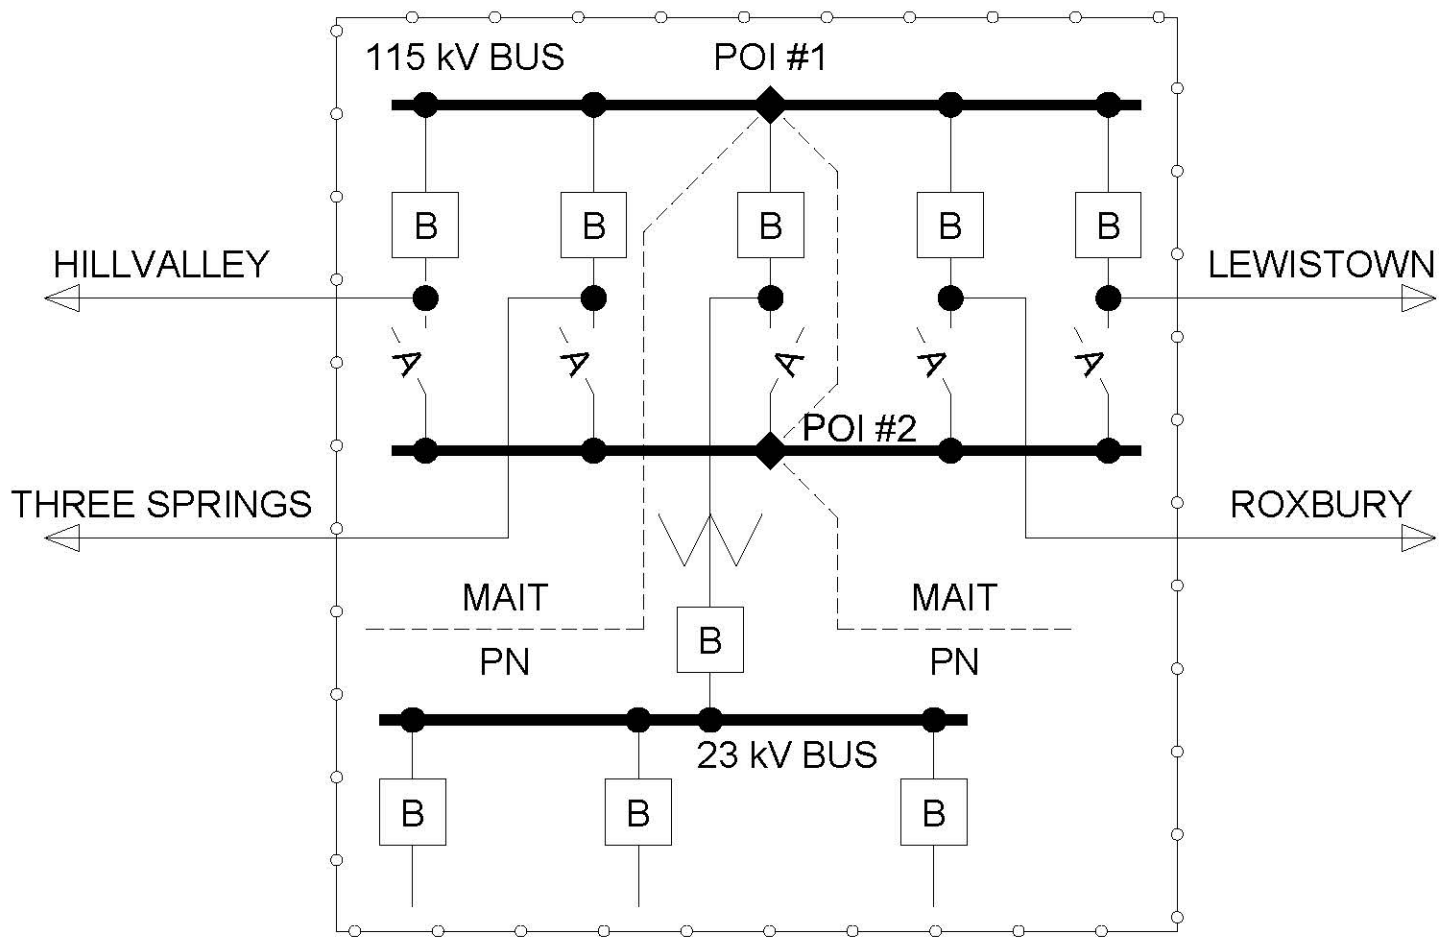 115 kV BUS
POI #1
B B B B B
HILLVALLEY
LEWISTOWN
A A A A A
POI #2
THREE SPRINGS
ROXBURY
MAIT
MAIT
B
PN
PN
23 kV BUS
B B B